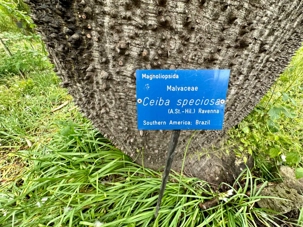 Magnoliopsida
Malvaceae
Ceiba speciosa
(A.St.-Hil.) Ravenna
Southern America: Brazil